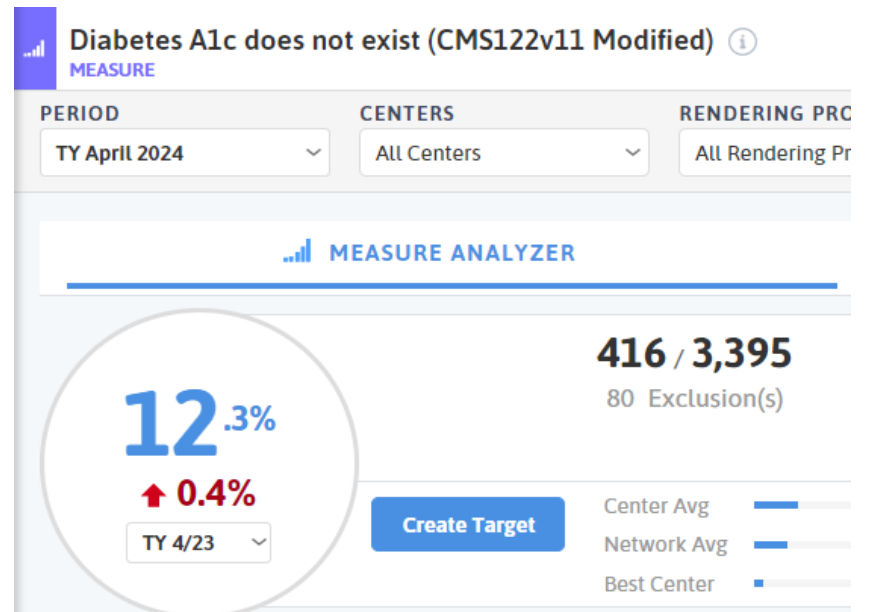 Diabetes A1c does not exist (CMS122v11 Modified)
MEASURE
PERIOD
CENTERS
RENDERING PRO
TY April 2024
All Centers
All Rendering Pr
MEASURE ANALYZER
416 / 3,395
80 Exclusion(s)
12.3%
0.4%
TY 4/23
Create Target
Center Avg
Network Avg
Best Center